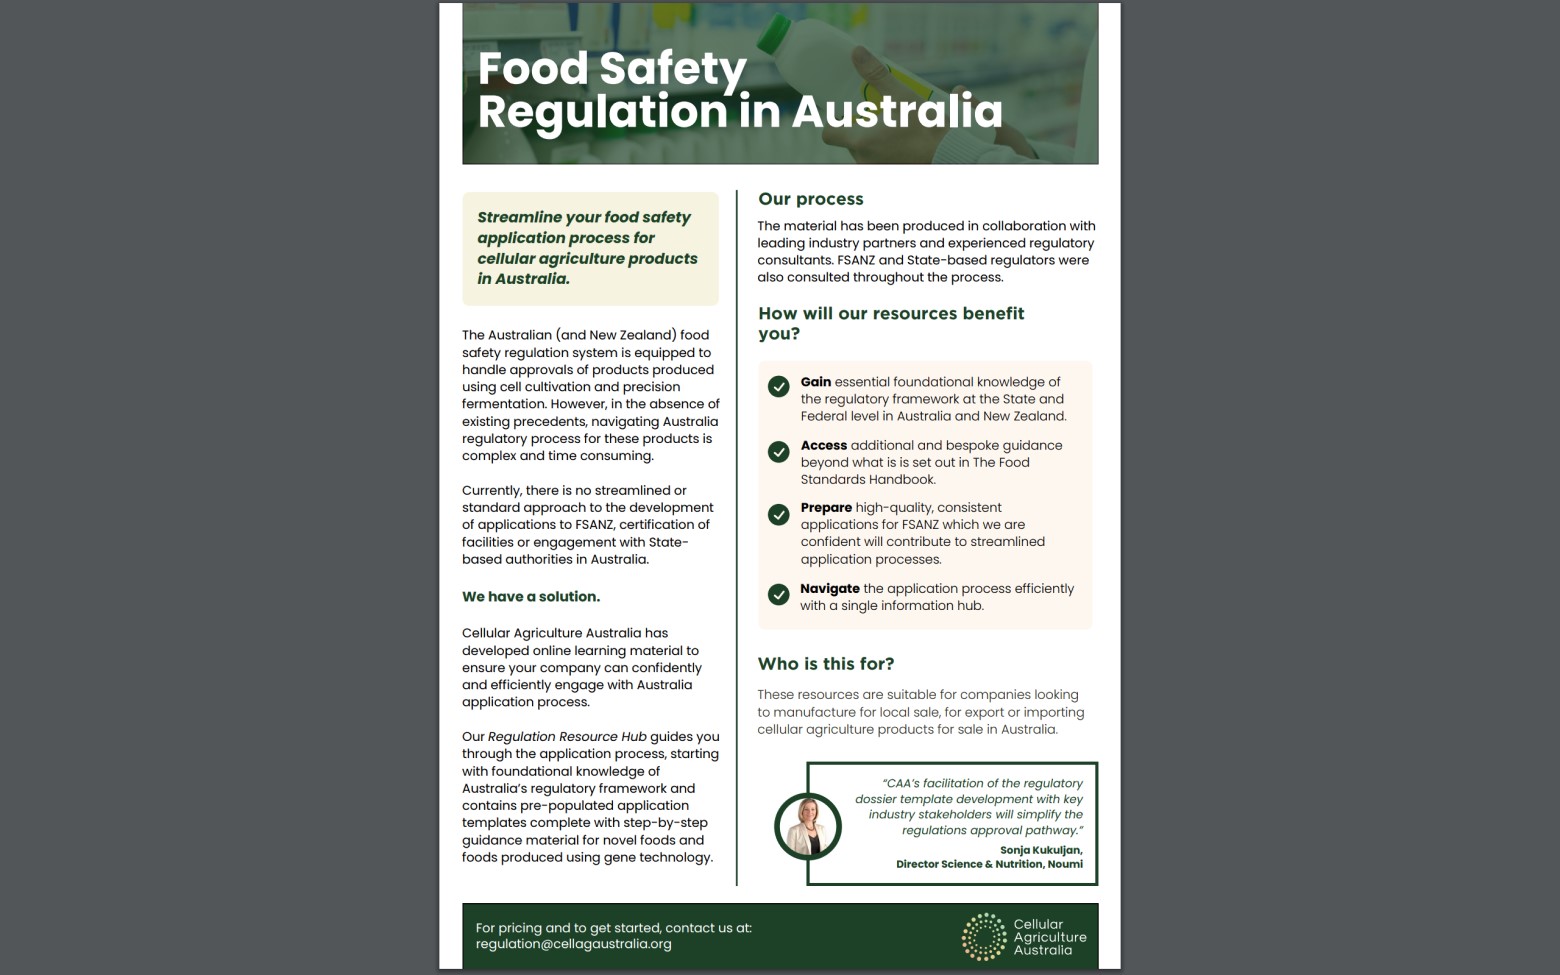 Food Safety
Regulation in Australia
Streamline your food safety
application process for
cellular agriculture products
in Australia.
The Australian (and New Zealand) food
safety regulation system is equipped to
handle approvals of products produced
using cell cultivation and precision
fermentation. However, in the absence of
existing precedents, navigating Australia
regulatory process for these products is
complex and time consuming.
Currently, there is no streamlined or
standard approach to the development
of applications to FSANZ, certification of
facilities or engagement with State-
based authorities in Australia.
We have a solution.
Cellular Agriculture Australia has
developed online learning material to
ensure your company can confidently
and efficiently engage with Australia
application process.
Our Regulation Resource Hub guides you
through the application process, starting
with foundational knowledge of
Australia's regulatory framework and
contains pre-populated application
templates complete with step-by-step
guidance material for novel foods and
foods produced using gene technology.
Our process
The material has been produced in collaboration with
leading industry partners and experienced regulatory
consultants. FSANZ and State-based regulators were
also consulted throughout the process.
How will our resources benefit
you?
Gain essential foundational knowledge of
the regulatory framework at the State and
Federal level in Australia and New Zealand.
Access additional and bespoke guidance
beyond what is is set out in The Food
Standards Handbook.
Prepare high-quality, consistent
applications for FSANZ which we are
confident will contribute to streamlined
application processes.
Navigate the application process efficiently
with a single information hub.
Who is this for?
These resources are suitable for companies looking
to manufacture for local sale, for export or importing
cellular agriculture products for sale in Australia.
"CAA's facilitation of the regulatory
dossier template development with key
industry stakeholders will simplify the
regulations approval pathway."
Sonja Kukuljan,
Director Science & Nutrition, Noumi
For pricing and to get started, contact us at:
regulation@cellagaustralia.org
Cellular
Agriculture
Australia